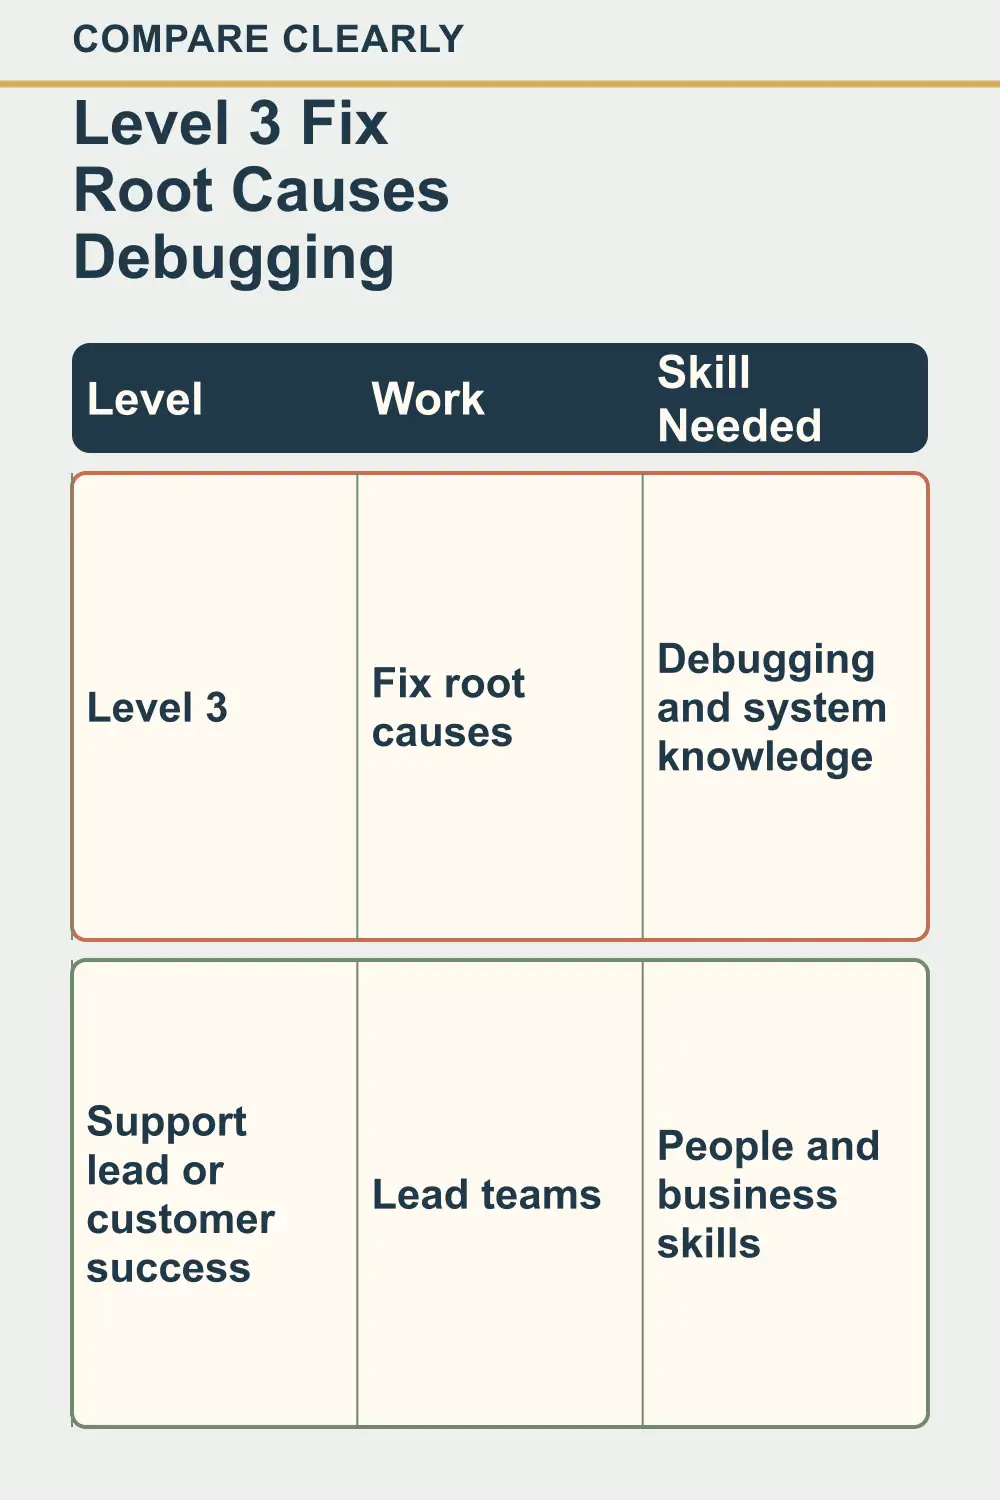 COMPARE CLEARLY
Level 3 Fix
Root Causes
Debugging
Level
Work
Skill
Needed
Level 3
Fix root
causes
Debugging
and system
knowledge
Support
lead or
customer
success
Lead teams
People and
business
skills